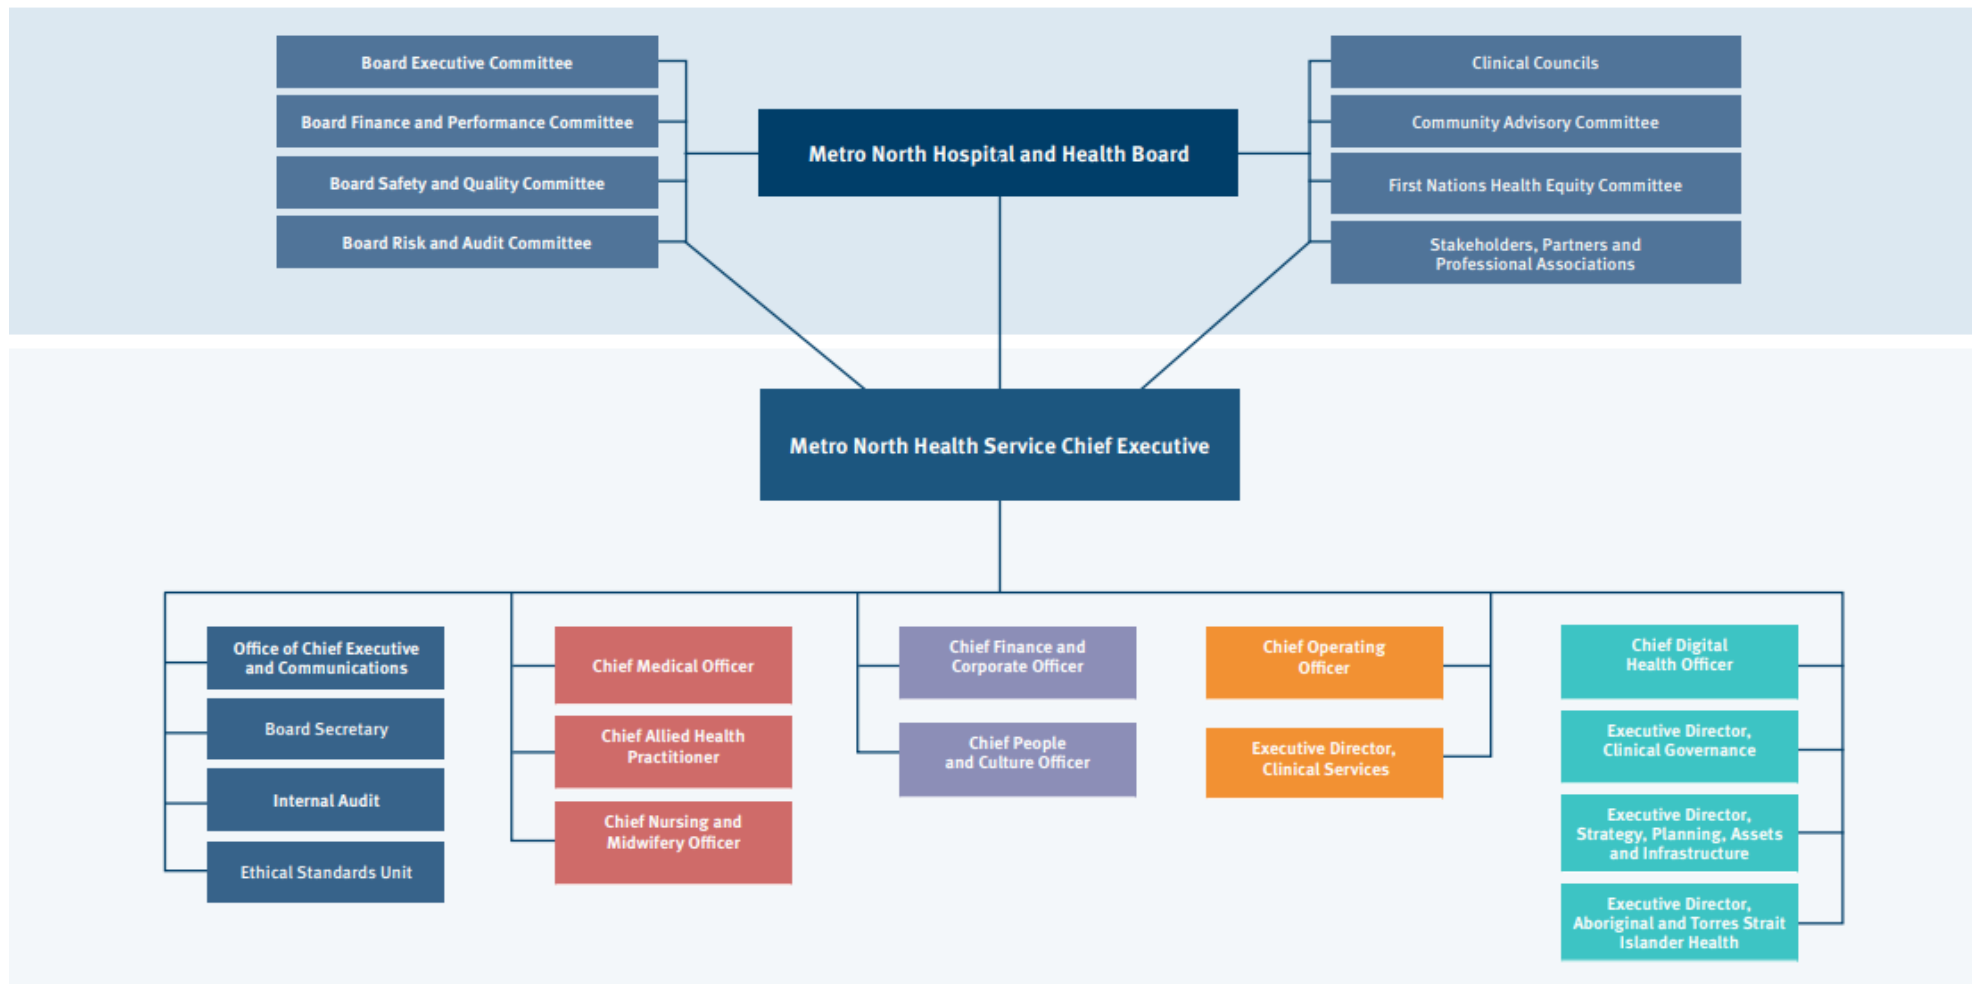 Board Executive Committee
Board Finance and Performance Committee
Board Safety and Quality Committee
Board Risk and Audit Committee
Metro North Hospital and Health Board
Clinical Councils
Community Advisory Committee
First Nations Health Equity Committee
Stakeholders, Partners and
Professional Associations
Metro North Health Service Chief Executive
Office of Chief Executive
and Communications
Board Secretary
Internal Audit
Ethical Standards Unit
Chief Medical Officer
Chief Allied Health
Practitioner
Chief Nursing and
Midwifery Officer
Chief Finance and
Corporate Officer
Chief People
and Culture Officer
Chief Operating
Officer
Executive Director,
Clinical Services
Chief Digital
Health Officer
Executive Director,
Clinical Governance
Executive Director,
Strategy, Planning, Assets
and Infrastructure
Executive Director,
Aboriginal and Torres Strait
Islander Health